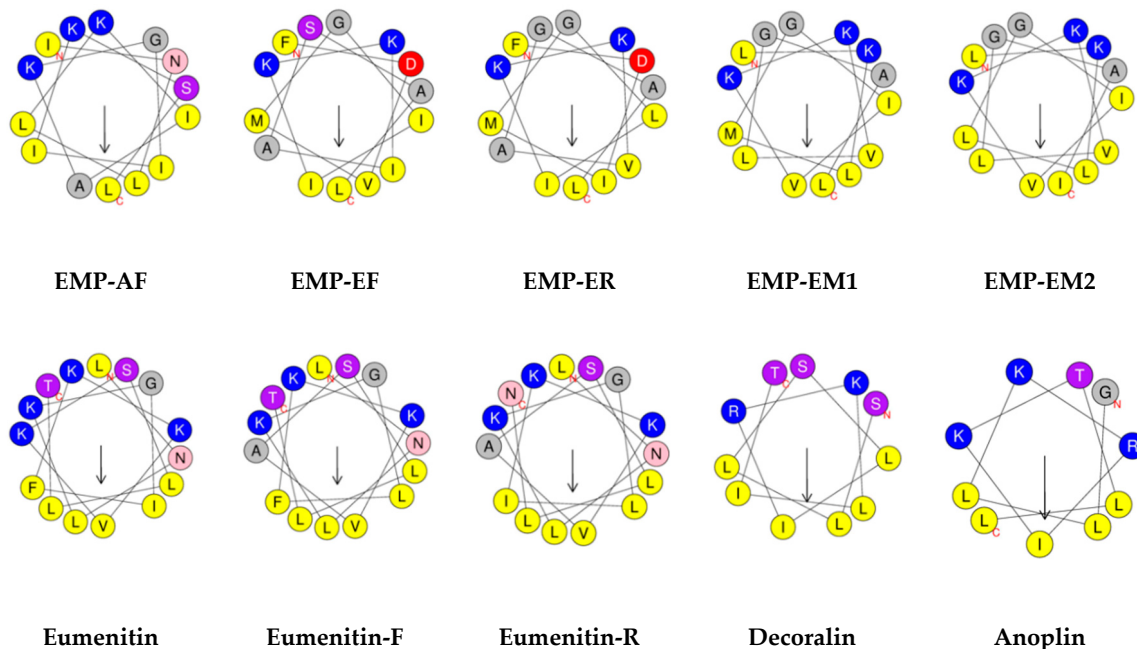 K G N S I I L L C A I L K I N K
G K D A I I V L C I A M K F N S
G K D A L V I L C I A M K F N G
G K K A I V L L C V L M K L N G
G K K A I V L I C V L L K L N G
EMP-AF EMP-EF EMP-ER EMP-EM1 EMP-EM2
L N S G K N L I V L L F K K T C K
L N S G K N L L V L L F A K T C K
L N S G K N L L V L L I A K N C K
S K S N L L L I I L R T C
T G N R L L I L C L K K
Eumenitin Eumenitin-F Eumenitin-R Decoralin Anoplin